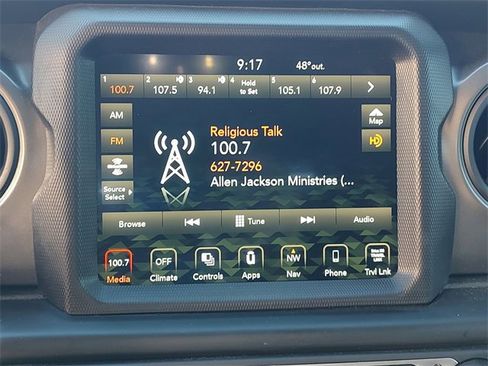 9:17 48° out.
1 2 3 4 5 6
100.7 107.5 94.1 Hold to Set 105.1 107.9
AM
Map
FM
Religious Talk
100.7
627-7296
Allen Jackson Ministries (...
Source Select
Browse Tune Audio
100.7 OFF NW
Media Climate Controls Apps Nav Phone Trvl Lnk